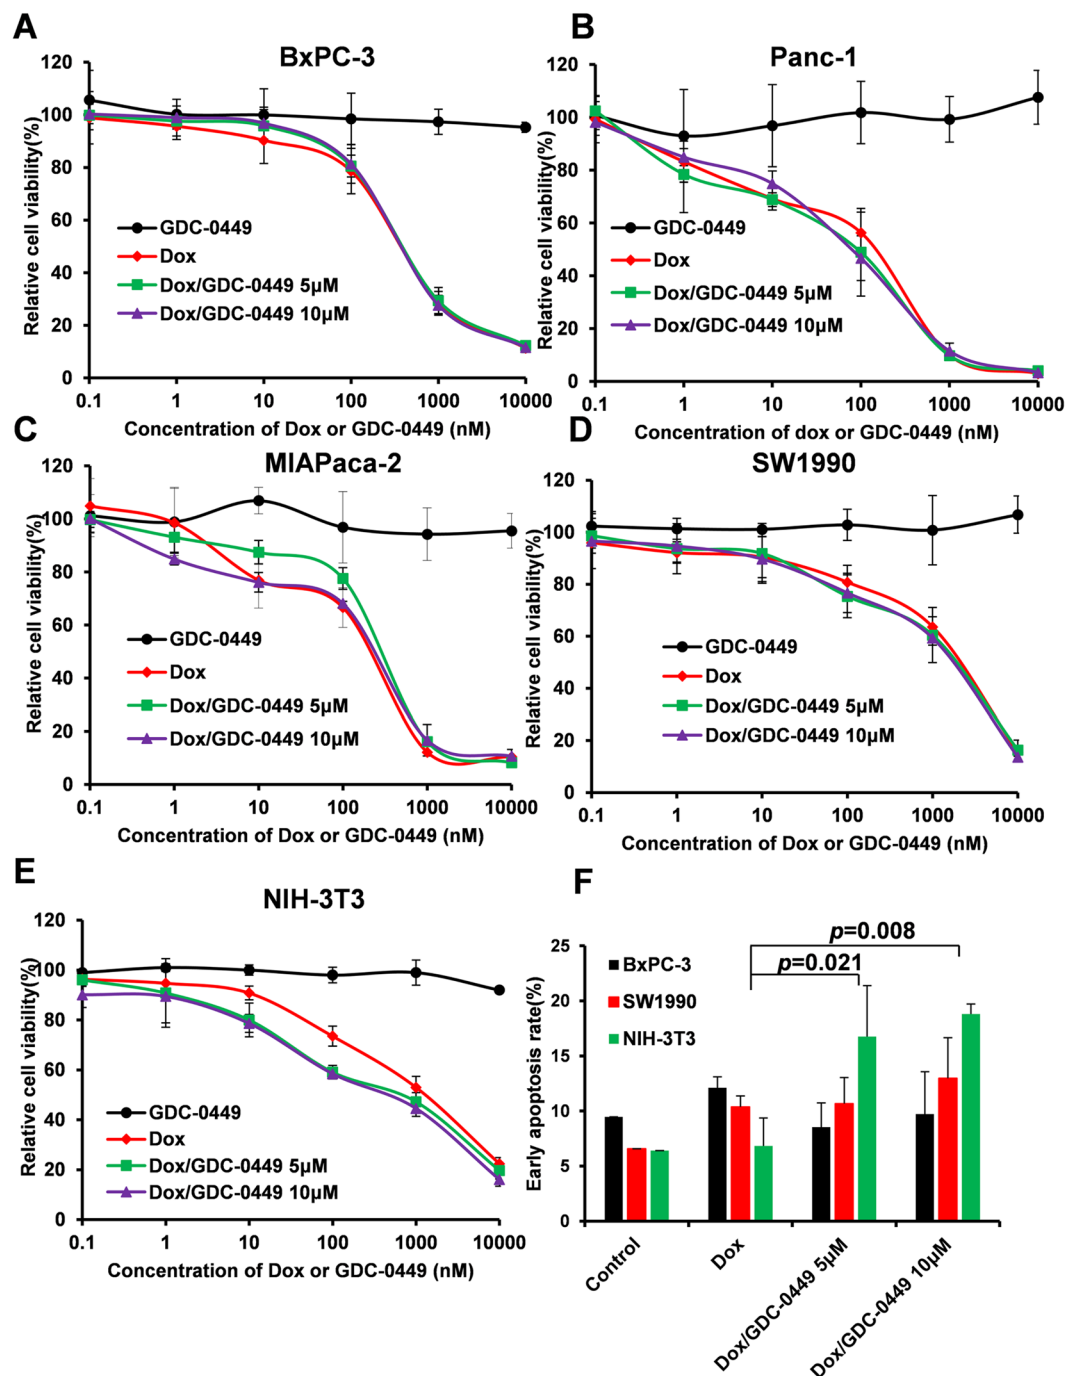 A
BxPC-3
Relative cell viability(%)
120
100
80
60
40
20
0
GDC-0449
Dox
Dox/GDC-0449 5μM
Dox/GDC-0449 10μM
0.1 1 10 100 1000 10000
Concentration of Dox or GDC-0449 (nM)
B
Panc-1
Relative cell viability(%)
120
100
80
60
40
20
0
GDC-0449
Dox
Dox/GDC-0449 5μM
Dox/GDC-0449 10μM
0.1 1 10 100 1000 10000
Concentration of dox or GDC-0449 (nM)
C
MIAPaca-2
Relative cell viability(%)
120
100
80
60
40
20
0
GDC-0449
Dox
Dox/GDC-0449 5μM
Dox/GDC-0449 10μM
0.1 1 10 100 1000 10000
Concentration of Dox or GDC-0449 (nM)
D
SW1990
Relative cell viability(%)
120
100
80
60
40
20
0
GDC-0449
Dox
Dox/GDC-0449 5μM
Dox/GDC-0449 10μM
0.1 1 10 100 1000 10000
Concentration of Dox or GDC-0449 (nM)
E
NIH-3T3
Relative cell viability(%)
120
100
80
60
40
20
0
GDC-0449
Dox
Dox/GDC-0449 5μM
Dox/GDC-0449 10μM
0.1 1 10 100 1000 10000
Concentration of Dox or GDC-0449 (nM)
F
Early apoptosis rate(%)
25
20
15
10
5
0
BxPC-3
SW1990
NIH-3T3
p=0.008
p=0.021
Control
Dox
Dox/GDC-0449 5μM
Dox/GDC-0449 10μM